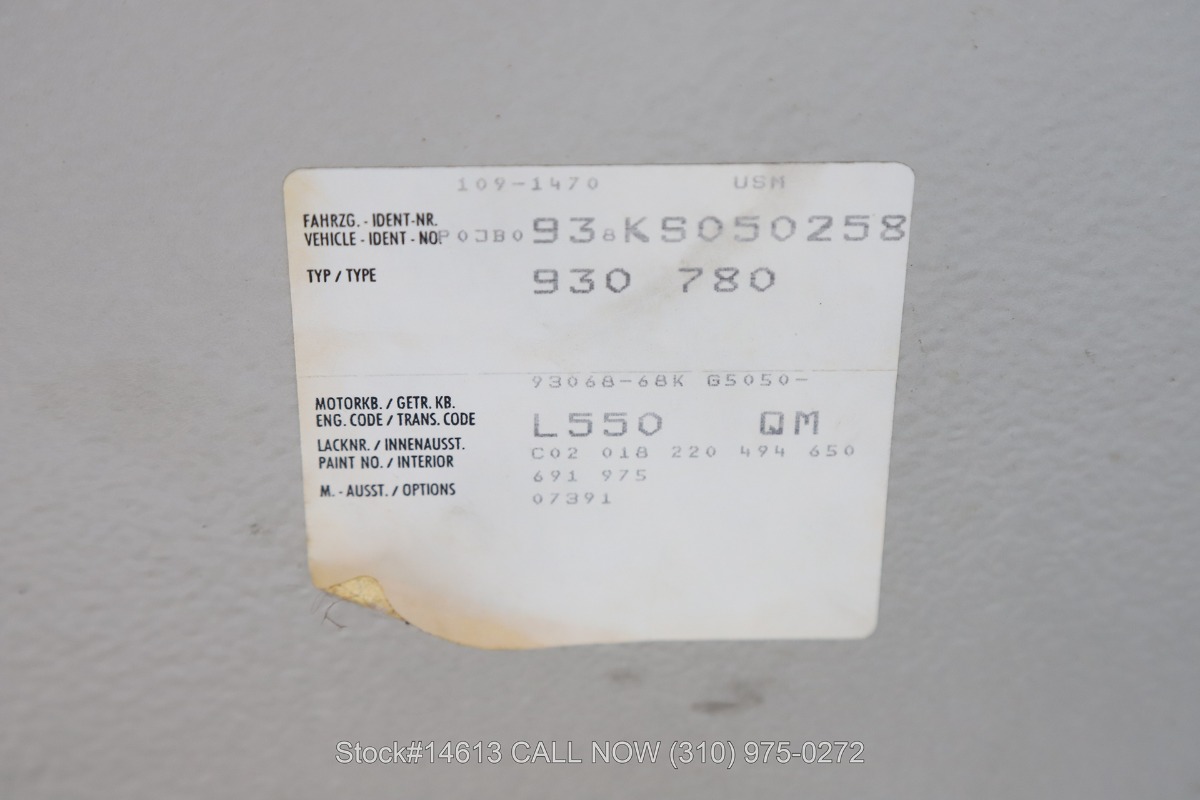 109-1470 USM
FAHRZG. - IDENT-NR.
VEHICLE - IDENT - NO. P0JB0 938KS050258
TYP / TYPE 930 780
93068-68K G5050-
MOTORKB. / GETR. KB.
ENG. CODE / TRANS. CODE L550 QM
LACKNR. / INNENAUSST. C02 018 220 494 650
PAINT NO. / INTERIOR 691 975
M. - AUSST. / OPTIONS 07391
Stock#14613 CALL NOW (310) 975-0272